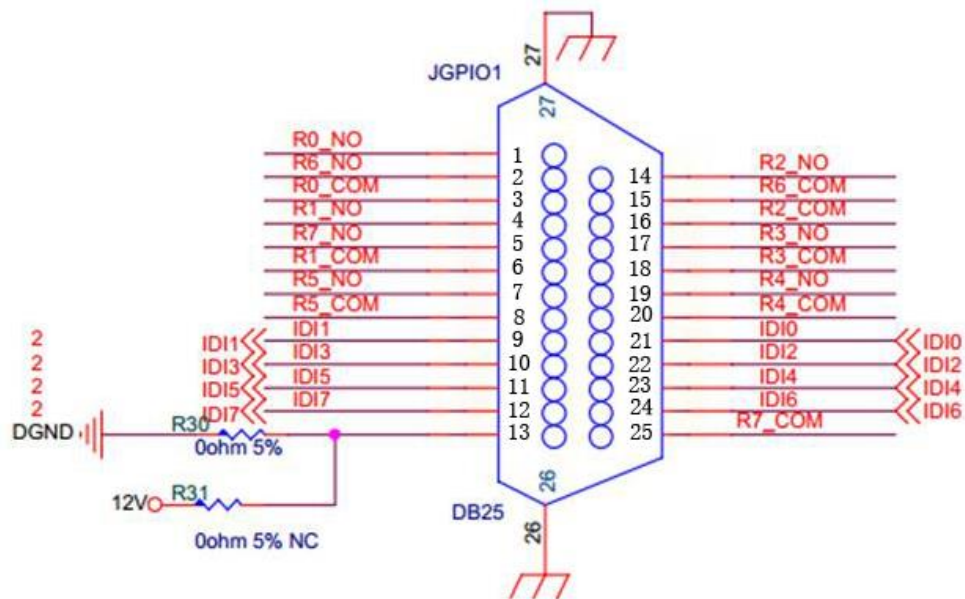 27
JGPIO1
27
R0_NO
R6_NO
R0_COM
R1_NO
R7_NO
R1_COM
R5_NO
R5_COM
IDI1
IDI3
IDI5
IDI7
1
2
3
4
5
6
7
8
9
10
11
12
13
14
15
16
17
18
19
20
21
22
23
24
25
R2_NO
R6_COM
R2_COM
R3_NO
R3_COM
R4_NO
R4_COM
IDI0
IDI2
IDI4
IDI6
R7_COM
2
2
2
2
IDI1
IDI3
IDI5
IDI7
IDI0
IDI2
IDI4
IDI6
DGND
R30
0ohm 5%
12V
R31
0ohm 5% NC
26
DB25
26